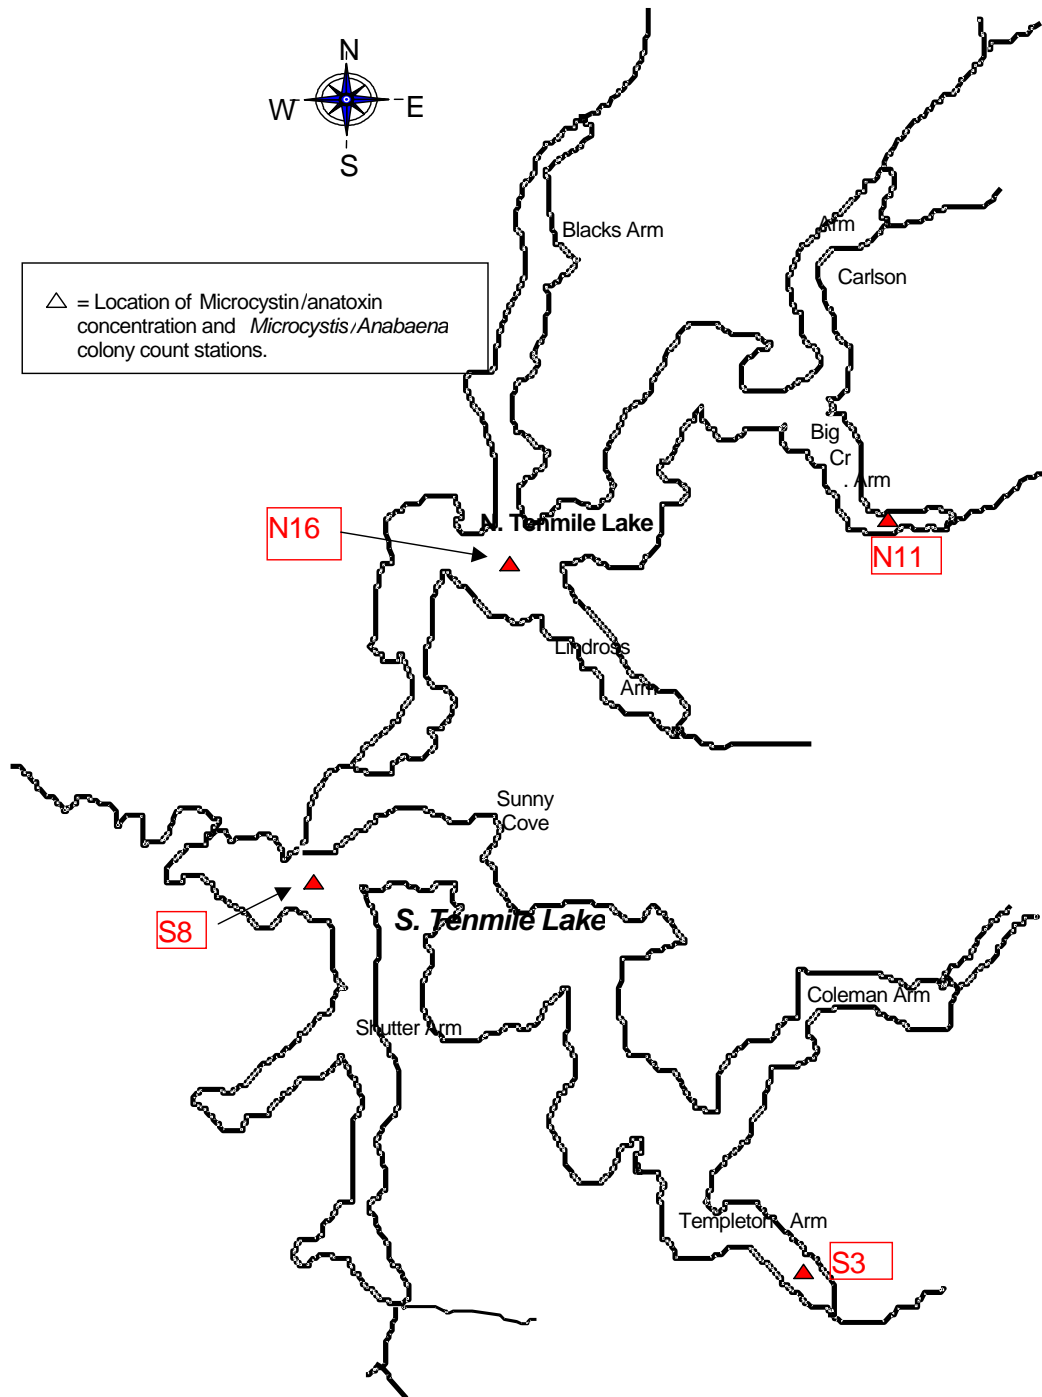 N
W E
S
Blacks Arm
Arm
Carlson
= Location of Microcystin/anatoxin
concentration and Microcystis/Anabaena
colony count stations.
Big
Cr
. Arm
N16
N. Tenmile Lake
N11
Lindross
Arm
Sunny
Cove
S8
S. Tenmile Lake
Coleman Arm
Shutter Arm
Templeton Arm
S3